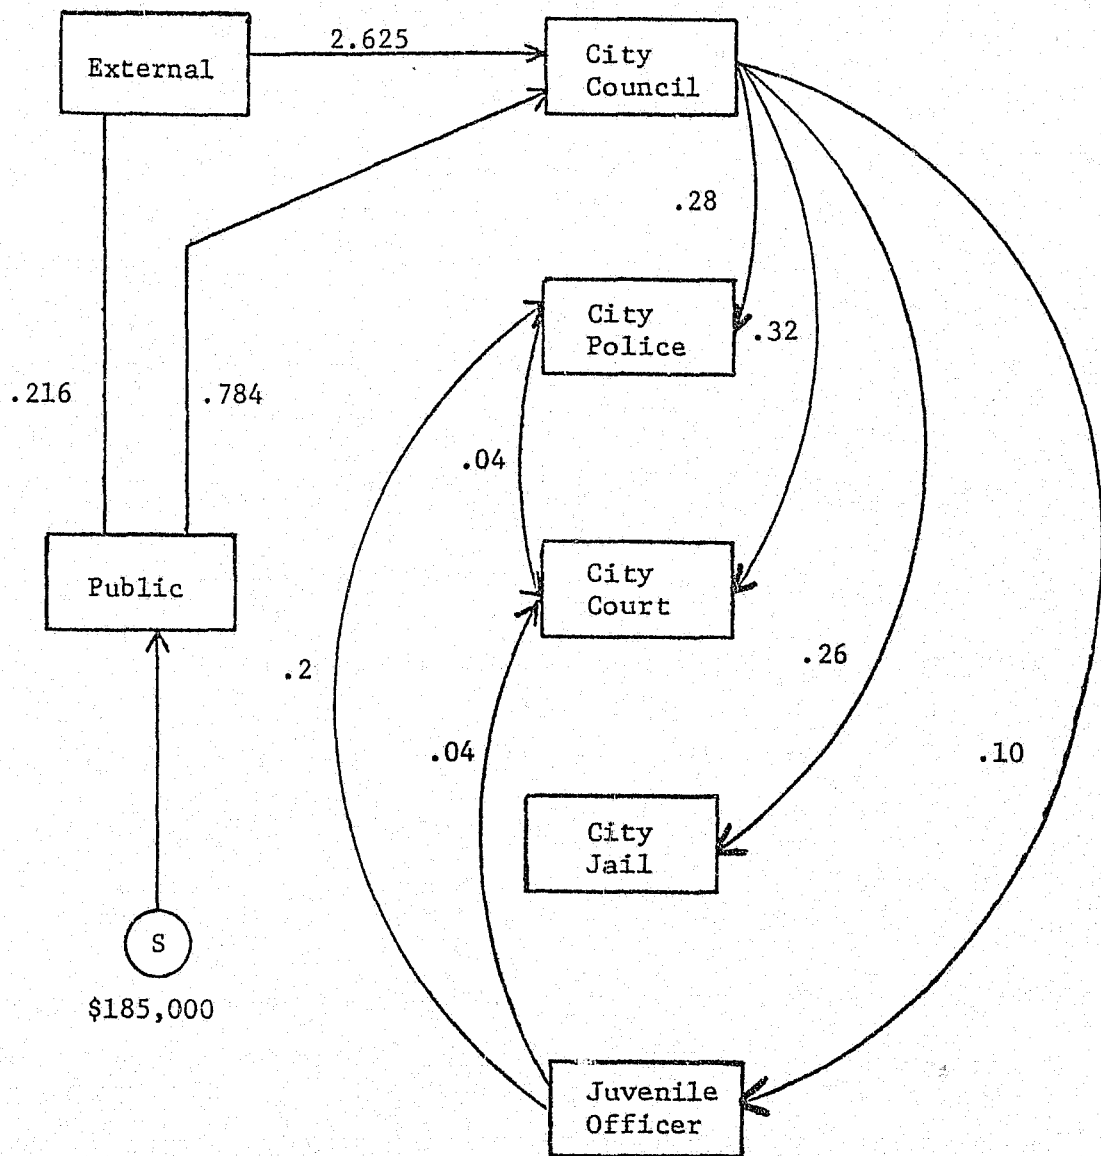 External
2.625
City
Council
.28
City
Police
.32
.216
.784
.04
Public
City
Court
.2
.26
.04
.10
City
Jail
S
$185,000
Juvenile
Officer